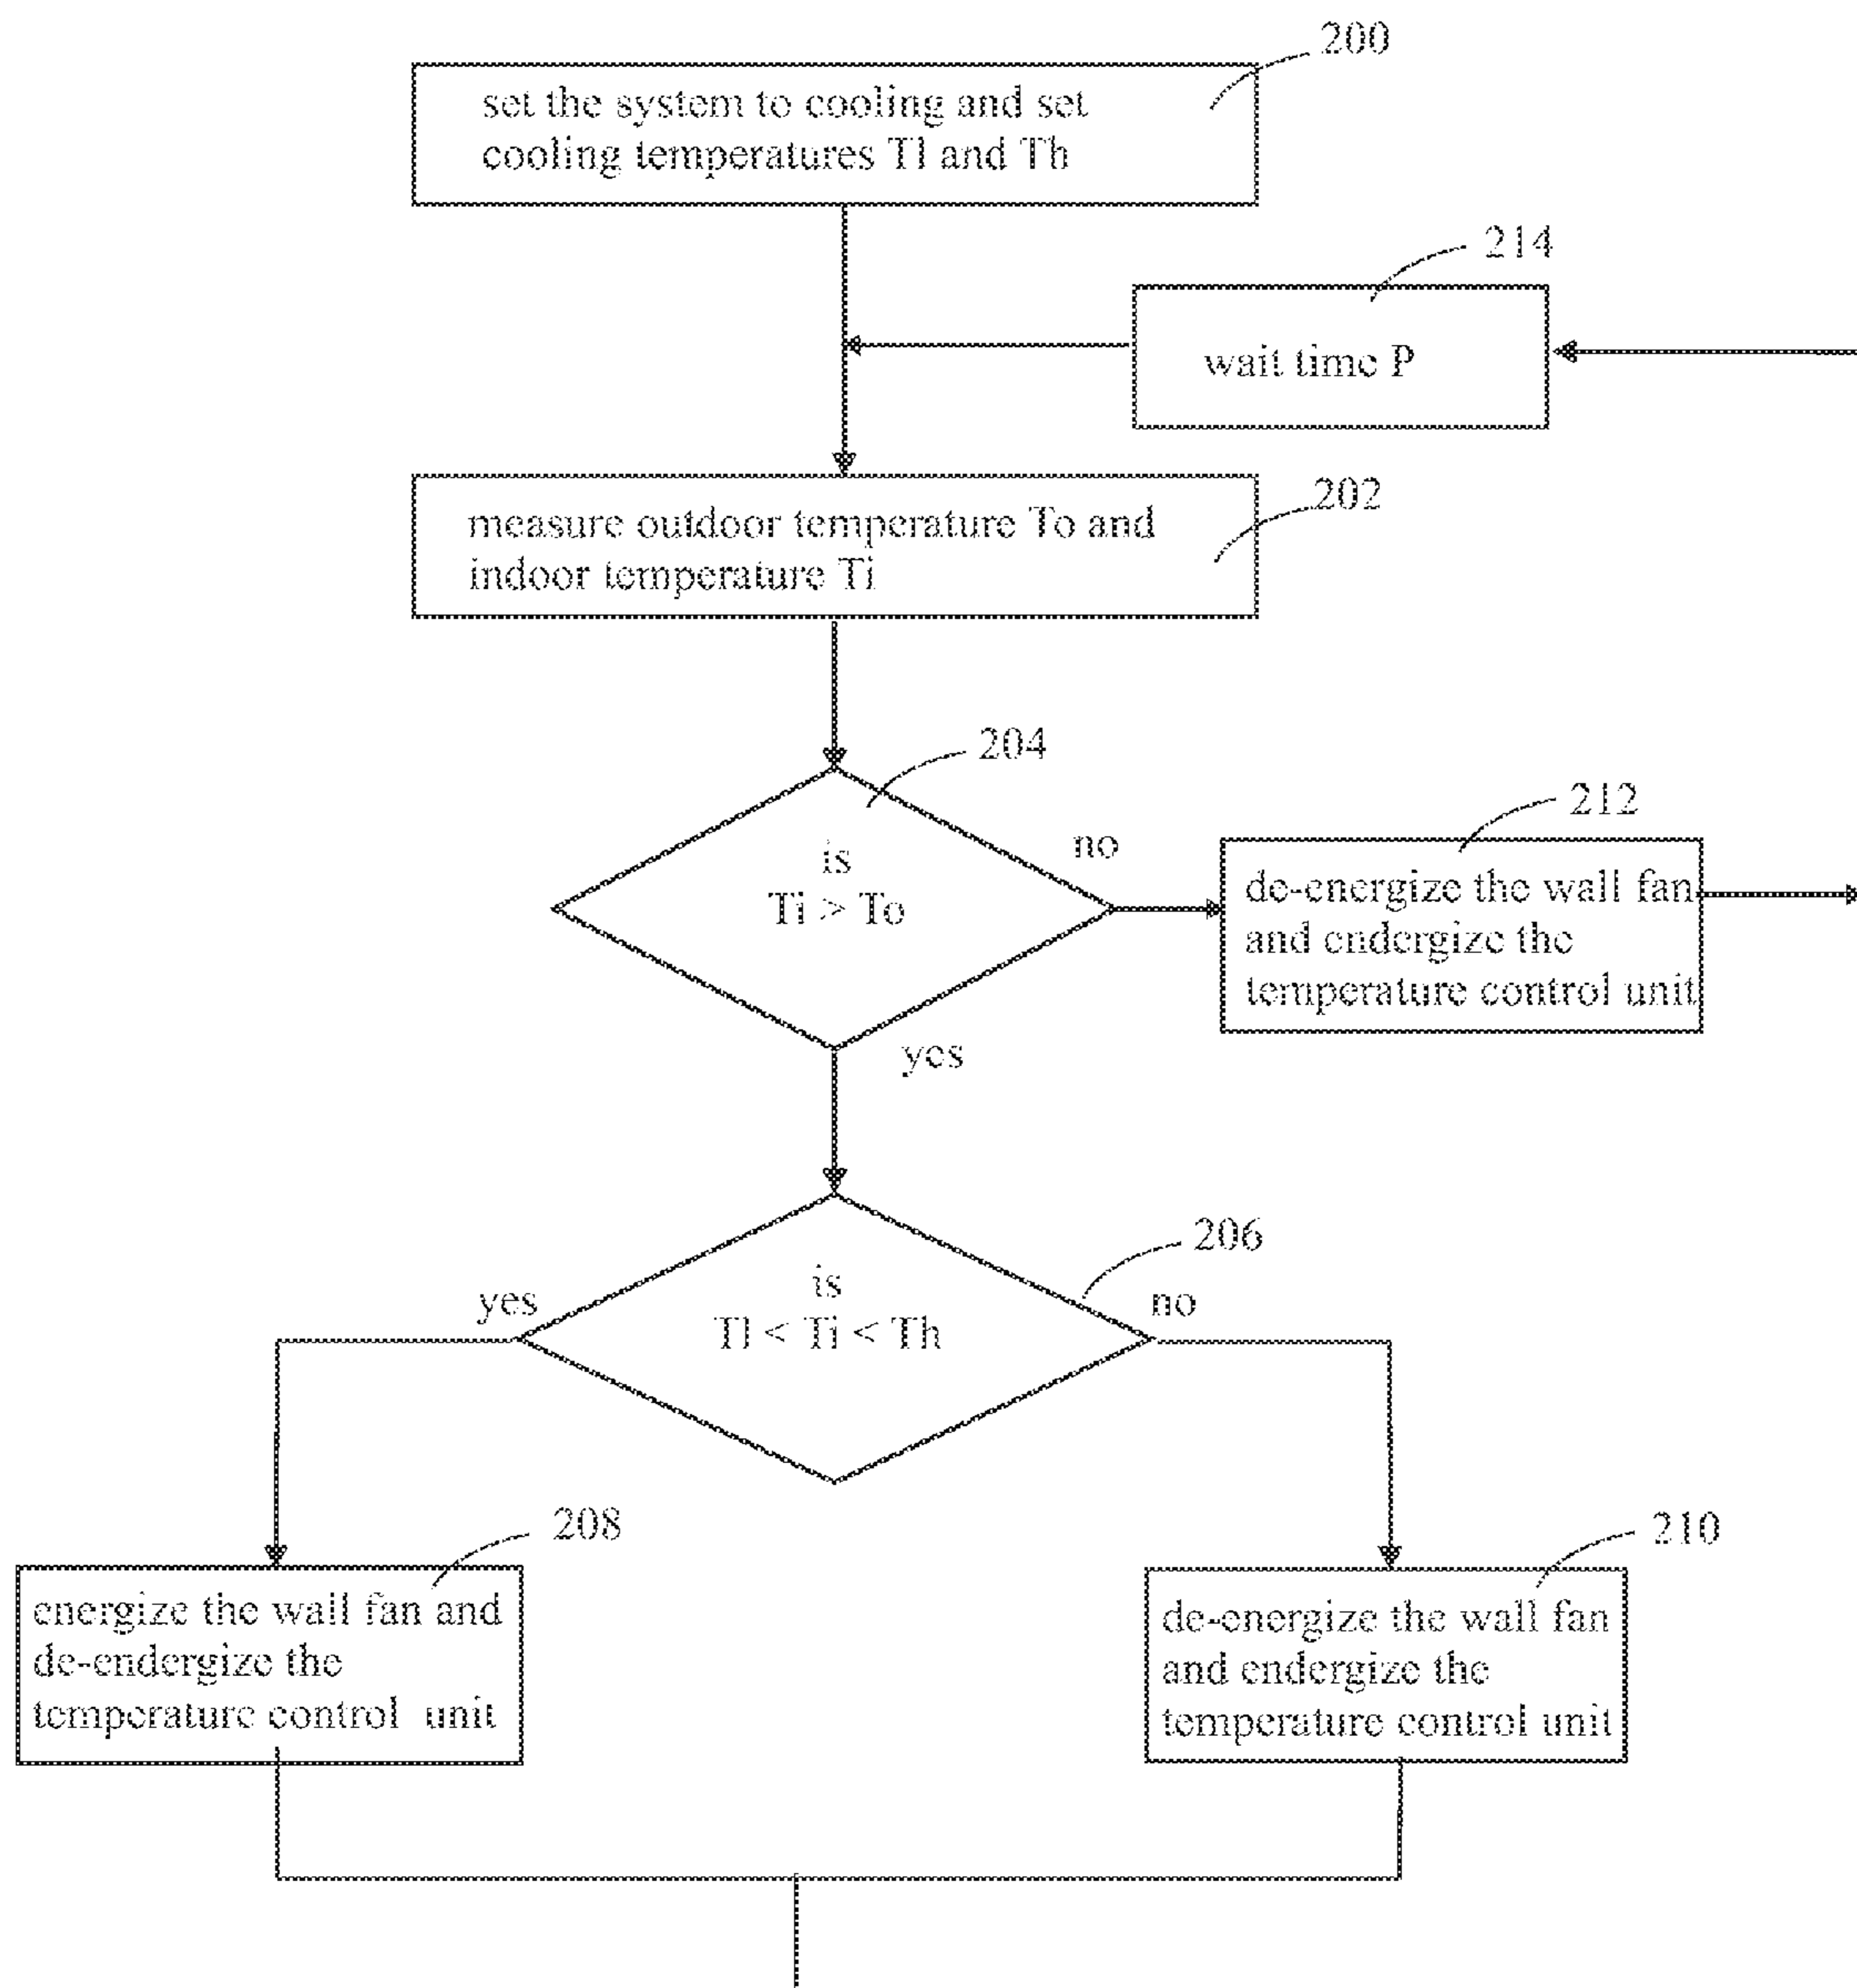 200
set the system to cooling and set
cooling temperatures Tl and Th
214
wait time P
202
measure outdoor temperature To and
indoor temperature Ti
204
is
Ti > To
no
yes
212
de-energize the wall fan
and endergize the
temperature control unit
206
is
Tl < Ti < Th
yes
no
208
energize the wall fan and
de-endergize the
temperature control unit
210
de-energize the wall fan
and endergize the
temperature control unit